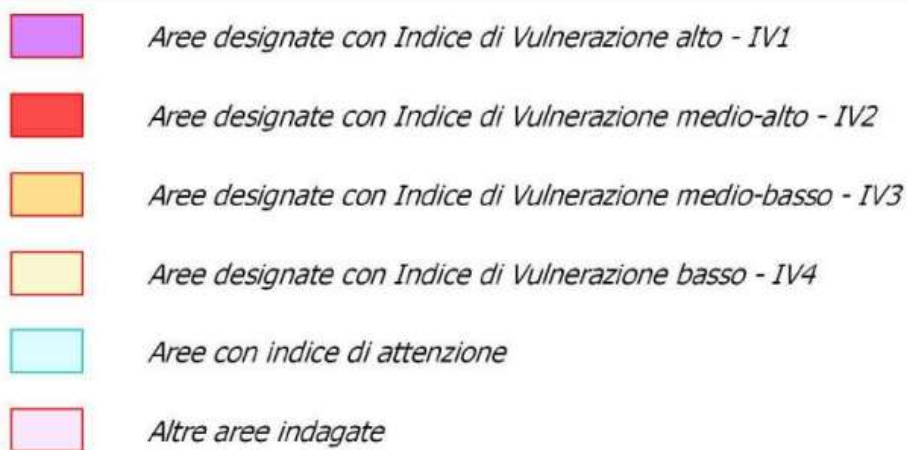 Aree designate con Indice di Vulnerazione alto - IV1
Aree designate con Indice di Vulnerazione medio-alto - IV2
Aree designate con Indice di Vulnerazione medio-basso - IV3
Aree designate con Indice di Vulnerazione basso - IV4
Aree con indice di attenzione
Altre aree indagate